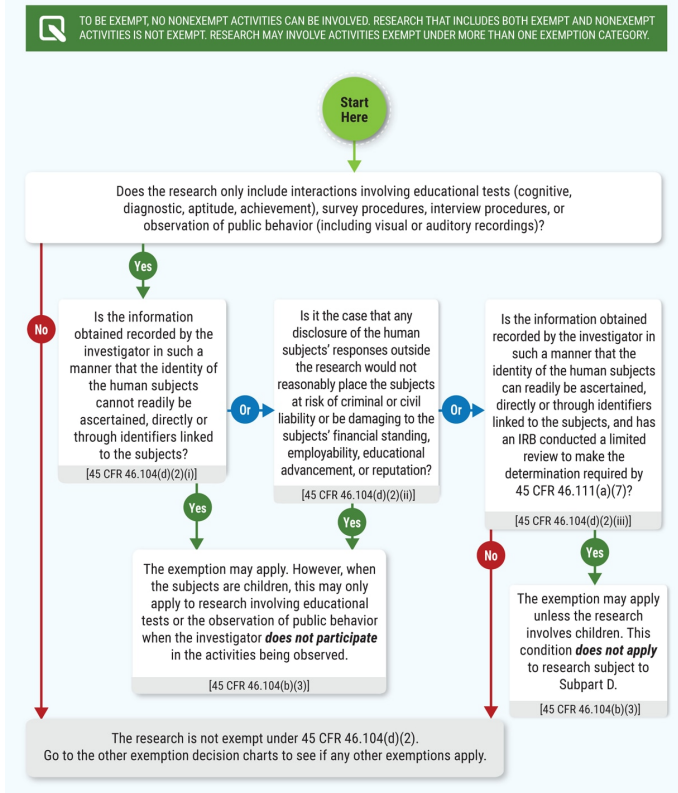 TO BE EXEMPT, NO NONEXEMPT ACTIVITIES CAN BE INVOLVED. RESEARCH THAT INCLUDES BOTH EXEMPT AND NONEXEMPT
ACTIVITIES IS NOT EXEMPT. RESEARCH MAY INVOLVE ACTIVITIES EXEMPT UNDER MORE THAN ONE EXEMPTION CATEGORY.
Start
Here
Does the research only include interactions involving educational tests (cognitive,
diagnostic, aptitude, achievement), survey procedures, interview procedures, or
observation of public behavior (including visual or auditory recordings)?
Yes
No
Is the information
obtained recorded by the
investigator in such a
manner that the identity of
the human subjects
cannot readily be
ascertained, directly or
through identifiers linked
to the subjects?
[45 CFR 46.104(d)(2)(i)]
Or
Is it the case that any
disclosure of the human
subjects' responses outside
the research would not
reasonably place the subjects
at risk of criminal or civil
liability or be damaging to the
subjects' financial standing,
employability, educational
advancement, or reputation?
[45 CFR 46.104(d)(2)(ii)]
Or
Is the information obtained
recorded by the investigator in
such a manner that the
identity of the human subjects
can readily be ascertained,
directly or through identifiers
linked to the subjects, and has
an IRB conducted a limited
review to make the
determination required by
45 CFR 46.111(a)(7)?
[45 CFR 46.104(d)(2)(iii)]
Yes
Yes
No
Yes
The exemption may apply. However, when
the subjects are children, this may only
apply to research involving educational
tests or the observation of public behavior
when the investigator does not participate
in the activities being observed.
[45 CFR 46.104(b)(3)]
The exemption may apply
unless the research
involves children. This
condition does not apply
to research subject to
Subpart D.
[45 CFR 46.104(b)(3)]
The research is not exempt under 45 CFR 46.104(d)(2).
Go to the other exemption decision charts to see if any other exemptions apply.